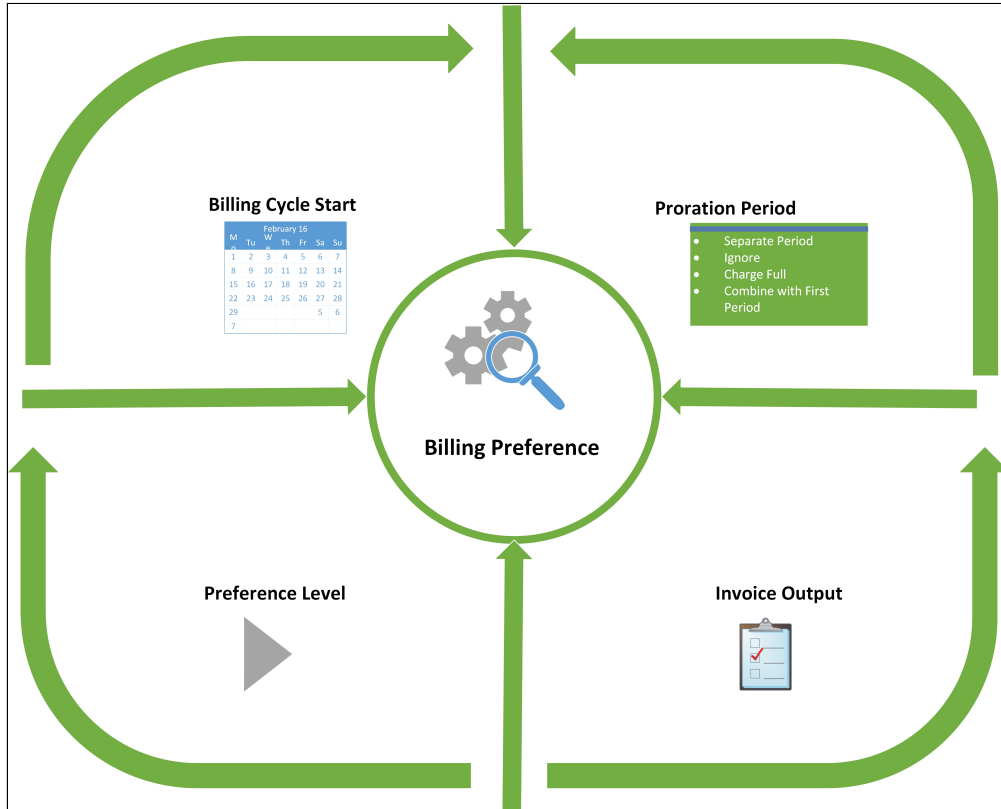 Billing Cycle Start
February 16
Mo Tu We Th Fr Sa Su
1 2 3 4 5 6 7
8 9 10 11 12 13 14
15 16 17 18 19 20 21
22 23 24 25 26 27 28
29 5 6
7
Proration Period
• Separate Period
• Ignore
• Charge Full
• Combine with First
Period
Billing Preference
Preference Level
Invoice Output